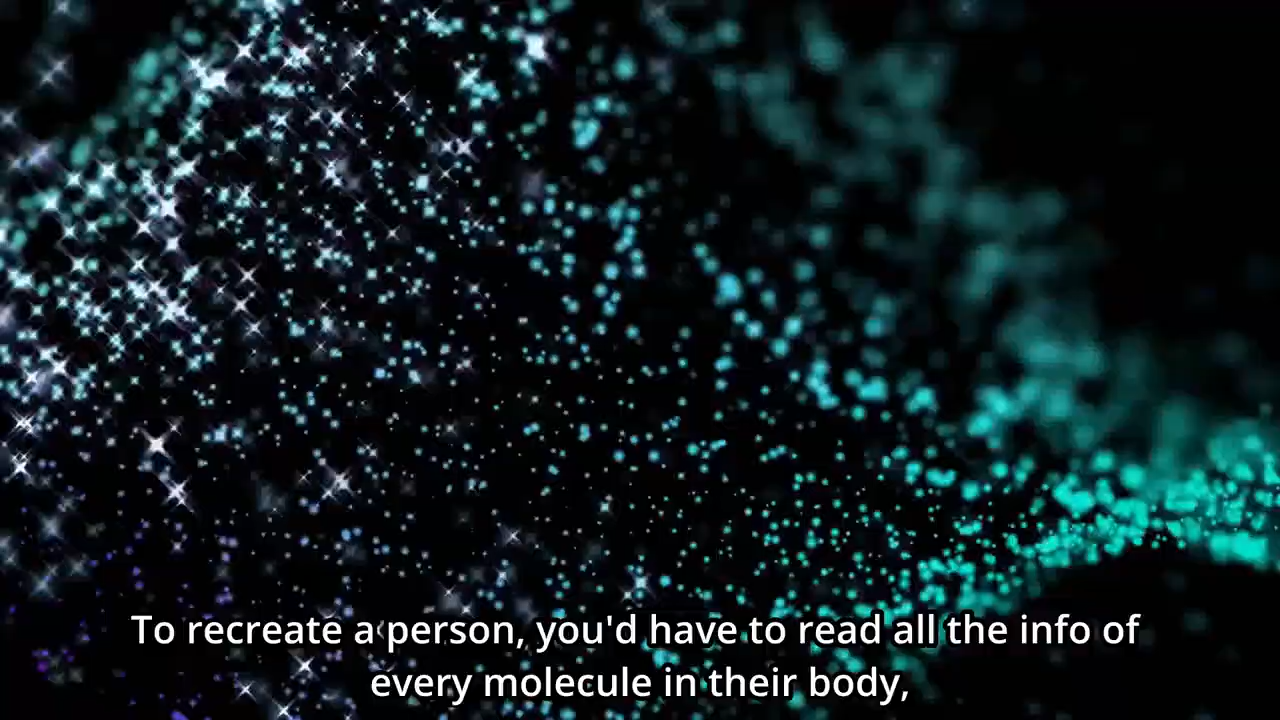 To recreate a person, you'd have to read all the info of
every molecule in their body,